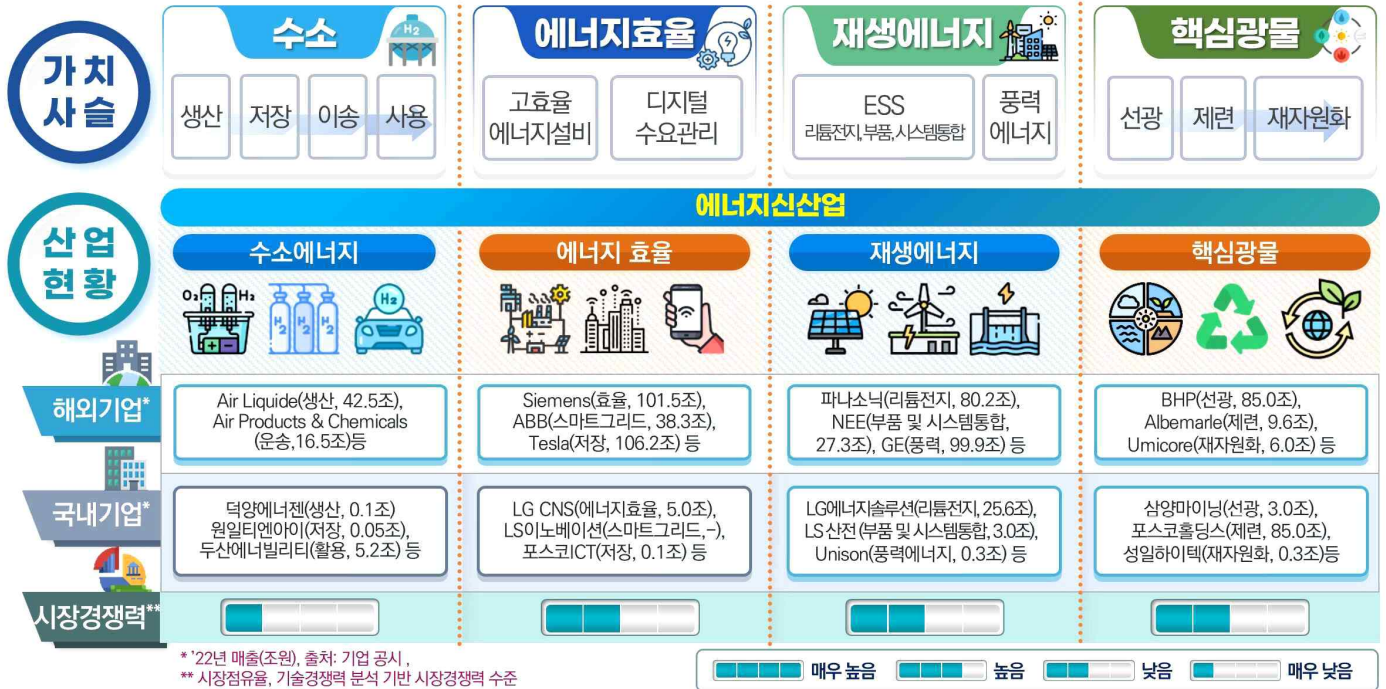 가치
사슬
수소
H2
생산 저장 이송 사용
에너지효율
고효율
에너지설비
디지털
수요관리
재생에너지
ESS
리튬전지, 부품, 시스템통합
풍력
에너지
핵심광물
선광 제련 재자원화
에너지신산업
산업
현황
수소에너지
에너지 효율
재생에너지
핵심광물
O₂ H₂
H2 H2 H2
H₂
해외기업*
Air Liquide(생산, 42.5조),
Air Products & Chemicals
(운송,16.5조)등
Siemens(효율, 101.5조),
ABB(스마트그리드, 38.3조),
Tesla(저장, 106.2조) 등
파나소닉(리튬전지, 80.2조),
NEE(부품 및 시스템통합,
27.3조), GE(풍력, 99.9조) 등
BHP(선광, 85.0조),
Albemarle(제련, 9.6조),
Umicore(재자원화, 6.0조) 등
국내기업*
덕양에너젠(생산, 0.1조)
원일티엔아이(저장, 0.05조),
두산에너빌리티(활용, 5.2조) 등
LG CNS(에너지효율, 5.0조),
LS이노베이션(스마트그리드,-),
포스코ICT(저장, 0.1조) 등
LG에너지솔루션(리튬전지, 25.6조),
LS 산전 (부품 및 시스템통합, 3.0조),
Unison(풍력에너지, 0.3조) 등
삼양마이닝(선광, 3.0조),
포스코홀딩스(제련, 85.0조),
성일하이텍(재자원화, 0.3조)등
시장경쟁력**
* '22년 매출(조원), 출처: 기업 공시 ,
** 시장점유율, 기술경쟁력 분석 기반 시장경쟁력 수준
매우 높음 높음 낮음 매우 낮음